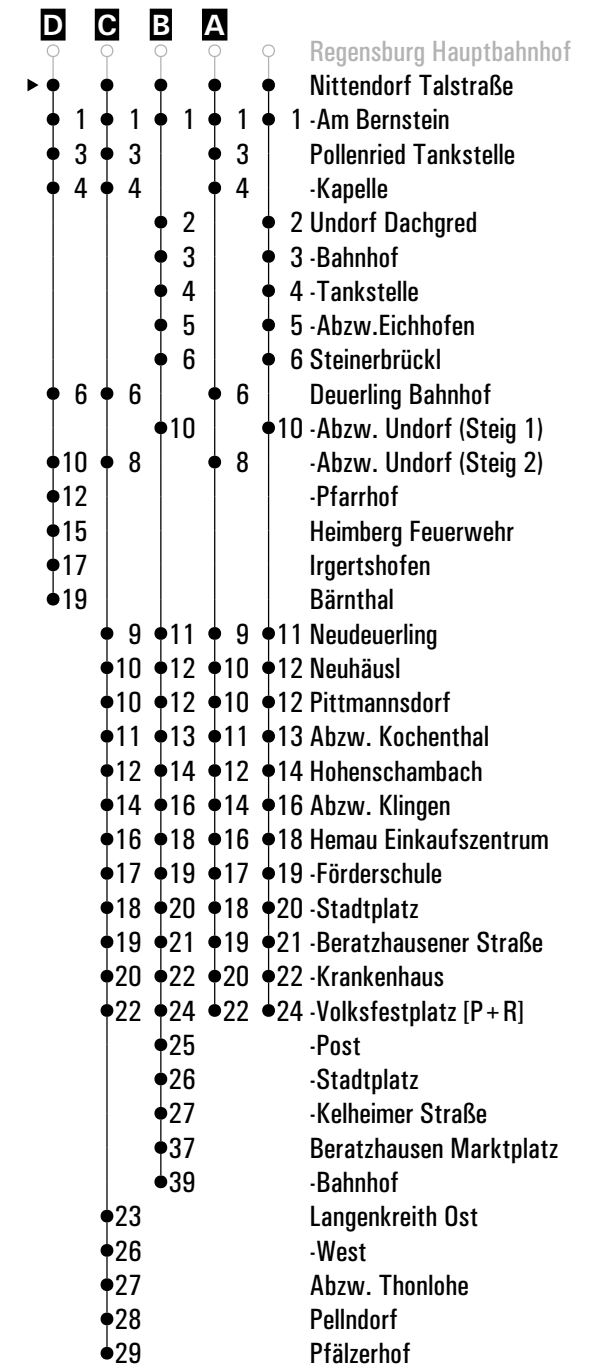 D C B A
Regensburg Hauptbahnhof
Nittendorf Talstraße
1 1 1 1 1 -Am Bernstein
3 3 3 Pollenried Tankstelle
4 4 4 -Kapelle
2 2 Undorf Dachgred
3 3 -Bahnhof
4 4 -Tankstelle
5 5 -Abzw.Eichhofen
6 6 Steinerbrückl
6 6 6 Deuerling Bahnhof
10 10 -Abzw. Undorf (Steig 1)
10 8 8 -Abzw. Undorf (Steig 2)
12 -Pfarrhof
15 Heimberg Feuerwehr
17 Irgertshofen
19 Bärnthal
9 11 9 11 Neudeuerling
10 12 10 12 Neuhäusl
10 12 10 12 Pittmannsdorf
11 13 11 13 Abzw. Kochenthal
12 14 12 14 Hohenschambach
14 16 14 16 Abzw. Klingen
16 18 16 18 Hemau Einkaufszentrum
17 19 17 19 -Förderschule
18 20 18 20 -Stadtplatz
19 21 19 21 -Beratzhausener Straße
20 22 20 22 -Krankenhaus
22 24 22 24 -Volksfestplatz [P+R]
25 -Post
26 -Stadtplatz
27 -Kelheimer Straße
37 Beratzhausen Marktplatz
39 -Bahnhof
23 Langenkreith Ost
26 -West
27 Abzw. Thonlohe
28 Pellndorf
29 Pfälzerhof